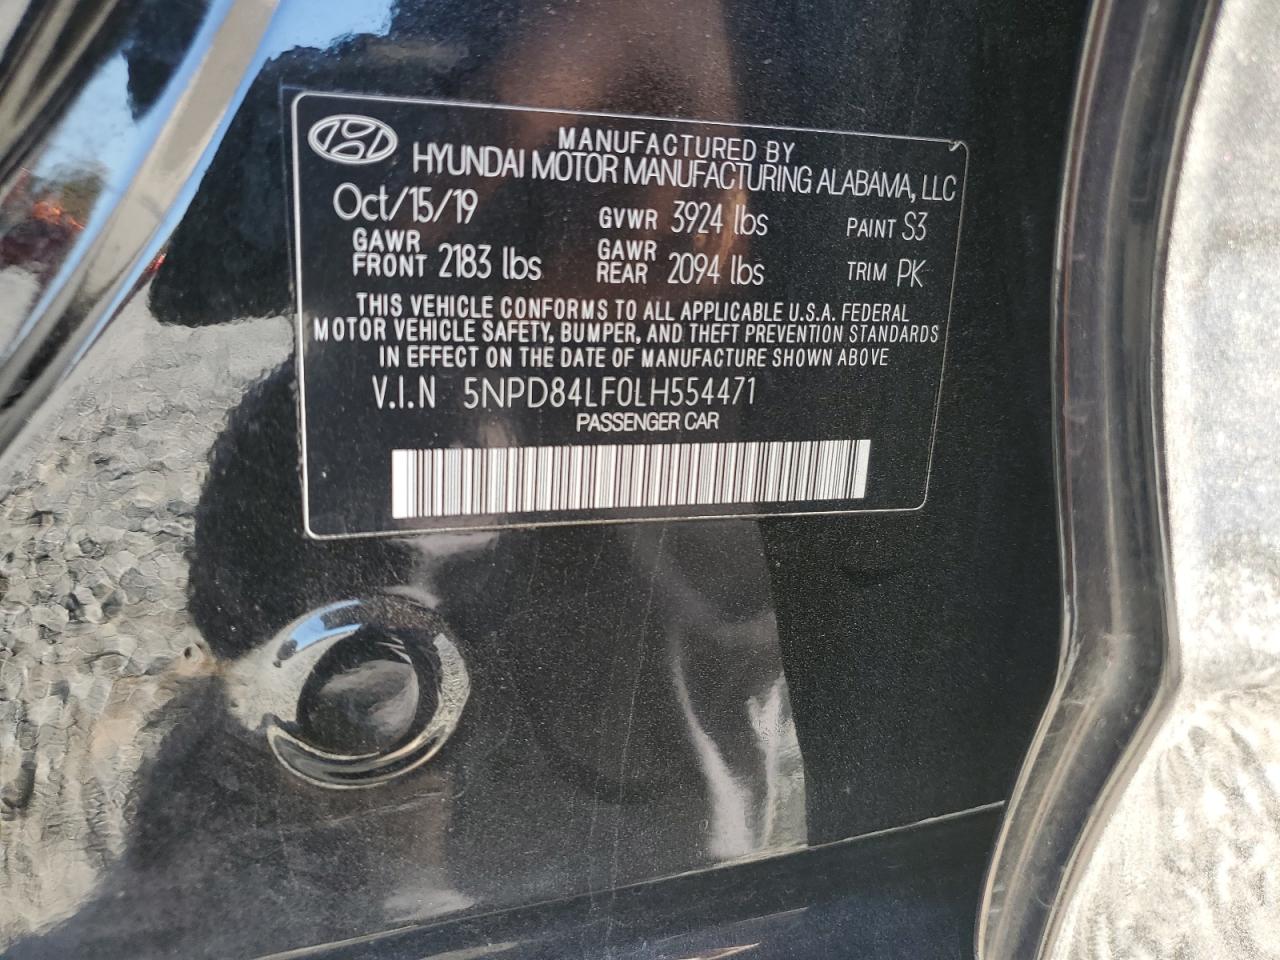 MANUFACTURED BY
HYUNDAI MOTOR MANUFACTURING ALABAMA, LLC
Oct/15/19 GVWR 3924 lbs PAINT S3
GAWR FRONT 2183 lbs GAWR REAR 2094 lbs TRIM PK
THIS VEHICLE CONFORMS TO ALL APPLICABLE U.S.A. FEDERAL
MOTOR VEHICLE SAFETY, BUMPER, AND THEFT PREVENTION STANDARDS
IN EFFECT ON THE DATE OF MANUFACTURE SHOWN ABOVE
V.I.N 5NPD84LF0LH554471
PASSENGER CAR